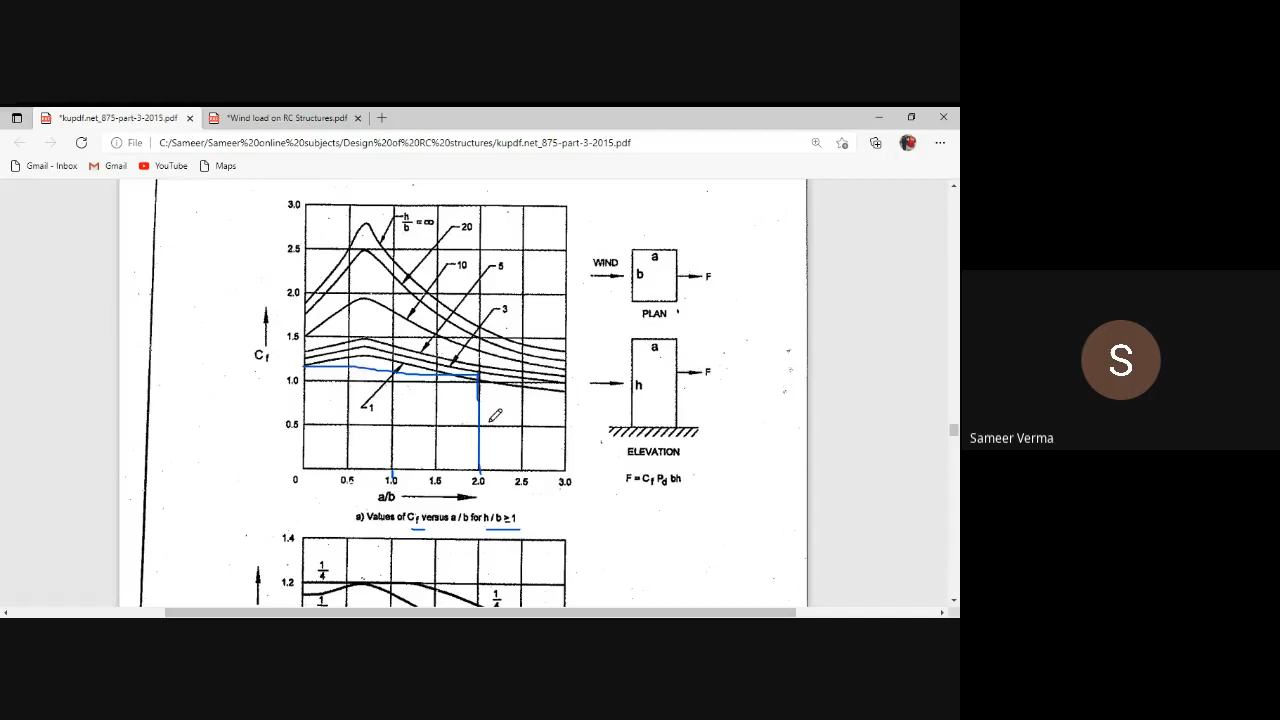 *kupdf.net_875-part-3-2015.pdf
*Wind load on RC Structures.pdf
File
C:/Sameer/Sameer%20online%20subjects/Design%20of%20RC%20structures/kupdf.net_875-part-3-2015.pdf
Gmail - Inbox
Gmail
YouTube
Maps
3.0
2.5
2.0
1.5
1.0
0.5
h/b = ∞
20
10
5
3
1
Cf
0 0.5 1.0 1.5 2.0 2.5 3.0
a/b
a) Values of Cf versus a / b for h / b ≥ 1
WIND
a
b
F
PLAN
a
h
F
ELEVATION
F = Cf Pd bh
1.4
1.2
1/4
1/4
S
Sameer Verma